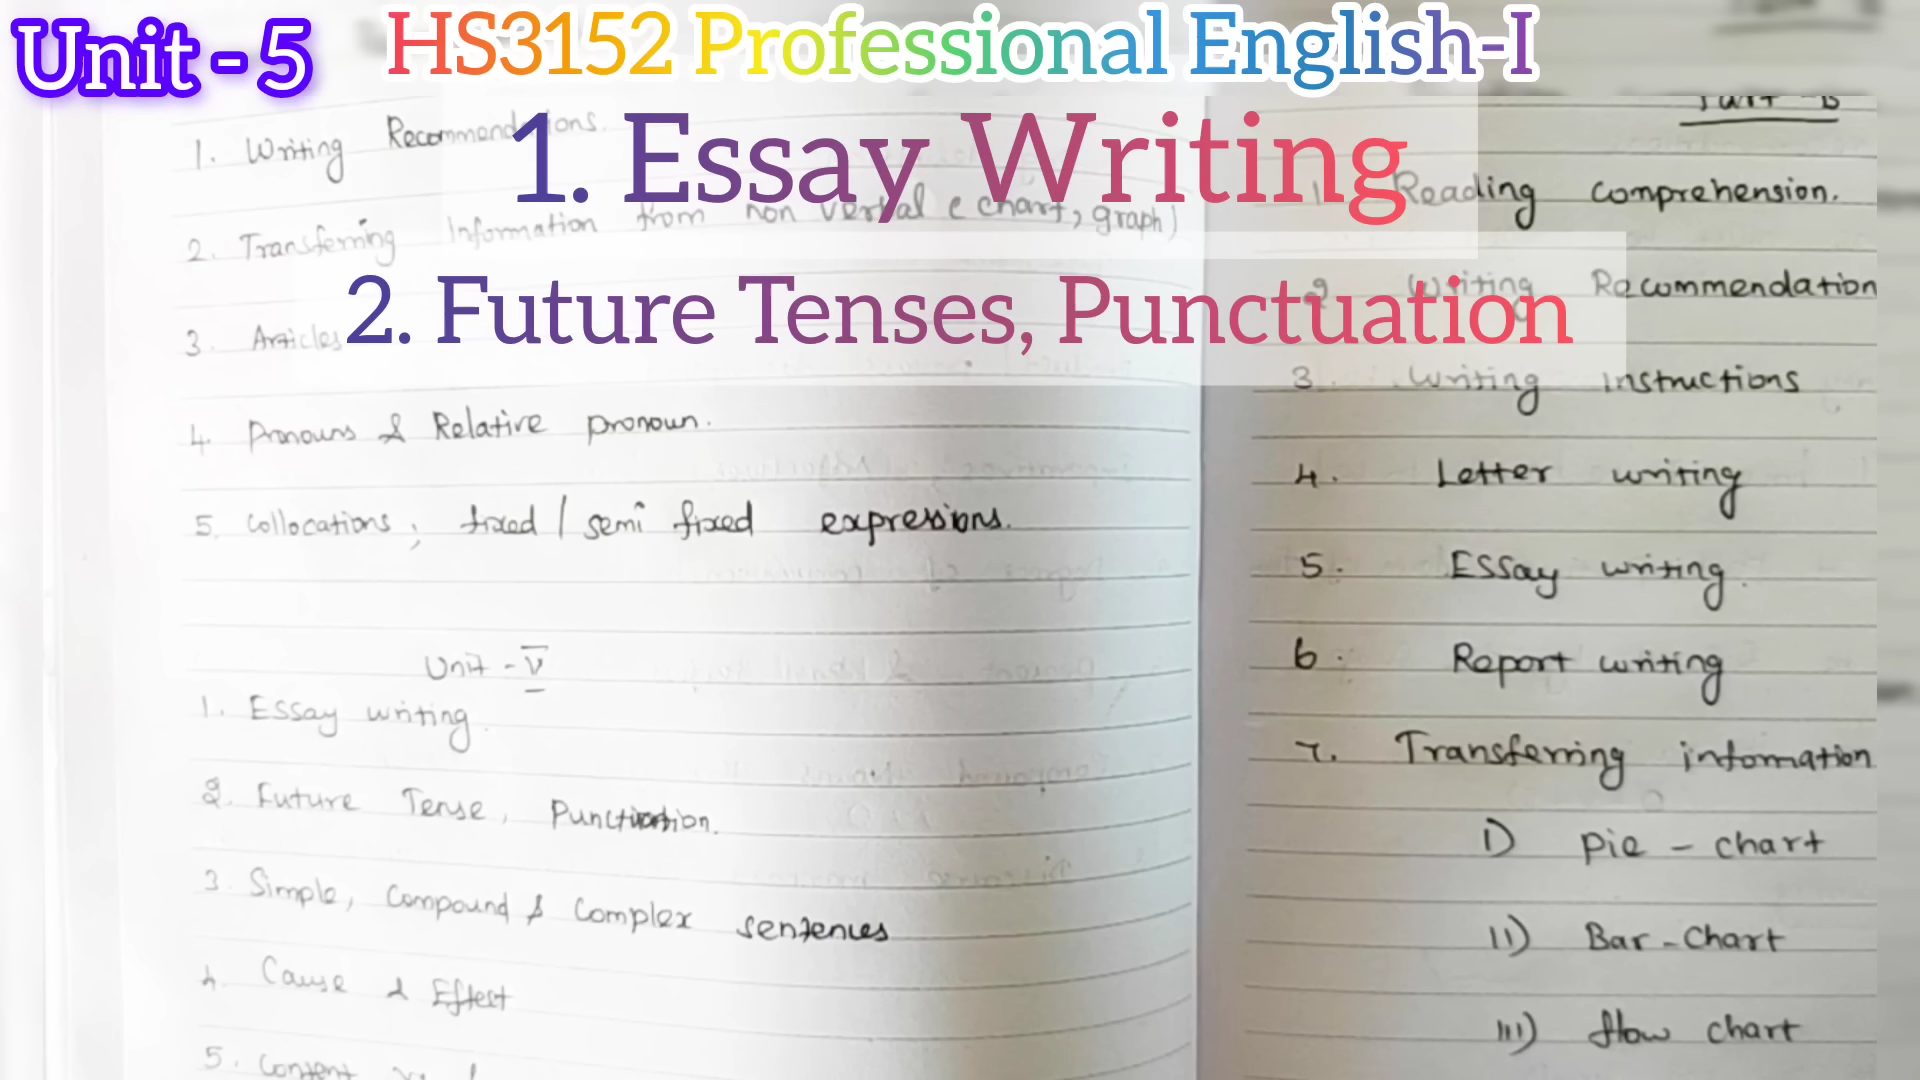 Unit - 5
HS3152 Professional English-I
1. Essay Writing
2. Future Tenses, Punctuation
1. Writing Recommendations.
2. Transferring Information from non verbal ( chart, graph)
3. Articles
4. Pronouns & Relative pronoun.
5. Collocations, fixed / semi fixed expressions.
Unit - V
1. Essay writing.
2. Future Tense, Punctuation.
3. Simple, Compound & Complex sentences
4. Cause & Effect
5. Content
Part - B
1. Reading comprehension.
2. Writing Recommendation
3. Writing instructions
4. Letter writing
5. Essay writing.
6. Report writing
7. Transferring information
I) Pie - chart
II) Bar - Chart
III) flow chart